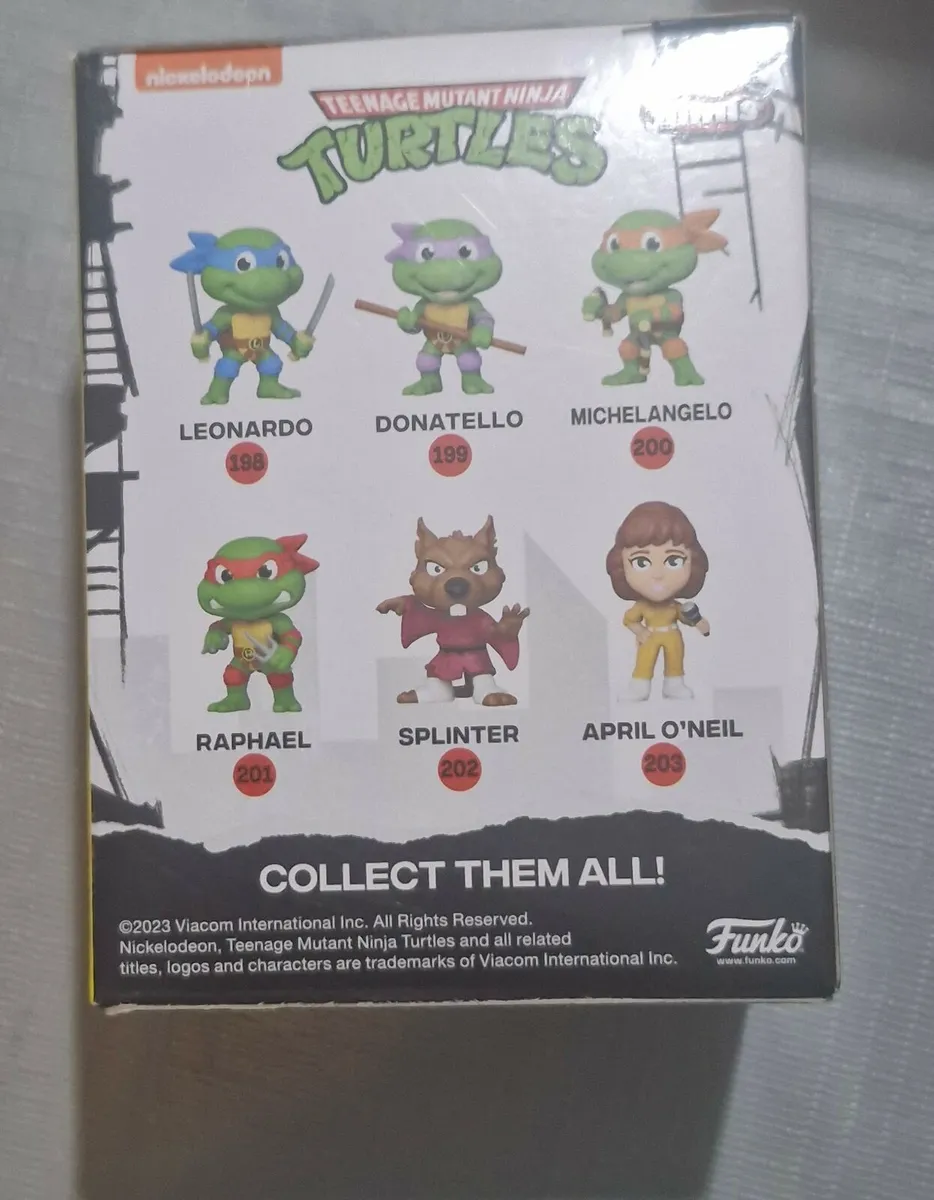 nickelodeon
TEENAGE MUTANT NINJA
TURTLES
LEONARDO
DONATELLO
MICHELANGELO
198
199
200
RAPHAEL
SPLINTER
APRIL O'NEIL
201
202
203
COLLECT THEM ALL!
©2023 Viacom International Inc. All Rights Reserved.
Nickelodeon, Teenage Mutant Ninja Turtles and all related
titles, logos and characters are trademarks of Viacom International Inc.
Funko
www.funko.com